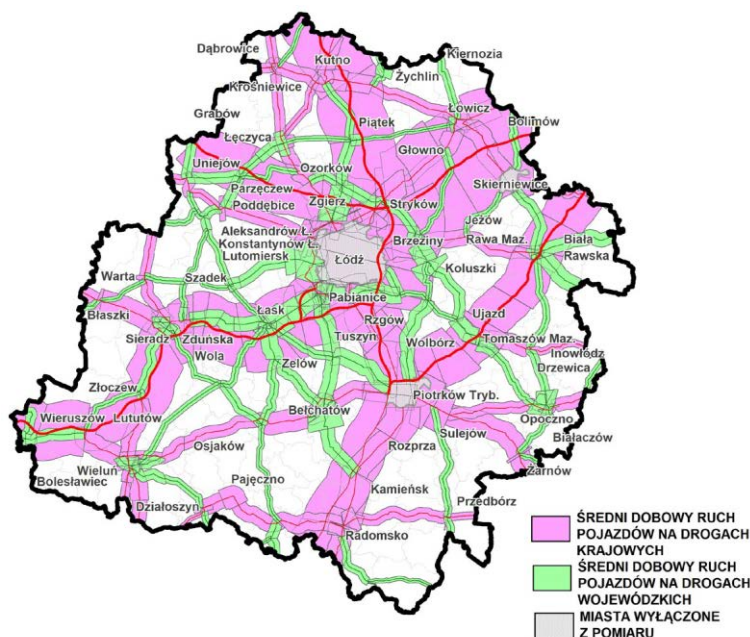 Dąbrowice
Kutno
Kiernozia
Żychlin
Krośniewice
Łowicz
Grabów
Piątek
Bolimów
Łęczyca
Głowno
Uniejów
Ozorków
Skierniewice
Parzęczew
Zgierz
Stryków
Poddębice
Jeżów
Aleksandrów Ł.
Brzeziny
Rawa Maz.
Biała
Rawska
Konstantynów Ł.
Lutomiersk
Łódź
Koluszki
Warta
Szadek
Pabianice
Błaszki
Łask
Rzgów
Ujazd
Sieradz
Zduńska
Wola
Tuszyn
Wolbórz
Tomaszów Maz.
Inowłódz
Zelów
Drzewica
Złoczew
Bełchatów
Piotrków Tryb.
Wieruszów
Lututów
Opoczno
Sulejów
Białaczów
Osjaków
Rozprza
Wieluń
Żarnów
Bolesławiec
Pajęczno
Kamieńsk
Działoszyn
Przedbórz
Radomsko
ŚREDNI DOBOWY RUCH
POJAZDÓW NA DROGACH
KRAJOWYCH
ŚREDNI DOBOWY RUCH
POJAZDÓW NA DROGACH
WOJEWÓDZKICH
MIASTA WYŁĄCZONE
Z POMIARU